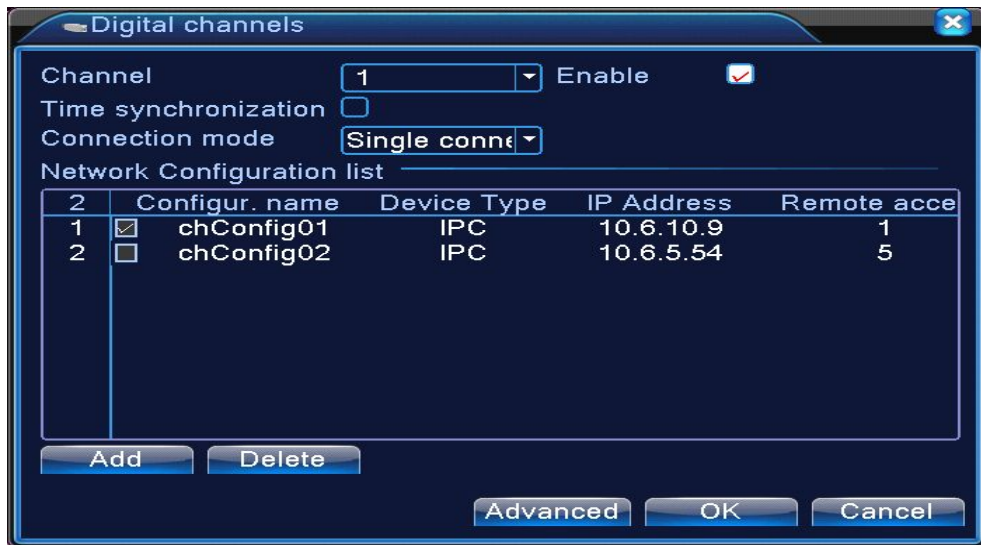 Digital channels
Channel 1 Enable
Time synchronization
Connection mode Single conne
Network Configuration list
2 Configur. name Device Type IP Address Remote acce
1 chConfig01 IPC 10.6.10.9 1
2 chConfig02 IPC 10.6.5.54 5
Add Delete
Advanced OK Cancel